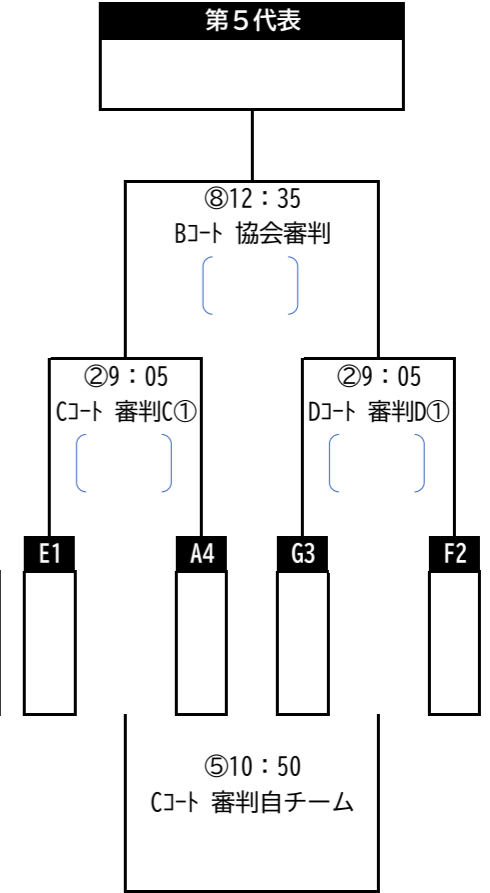 第５代表
⑧12：35
Bｺｰﾄ 協会審判
②9：05
Cｺｰﾄ 審判C①
②9：05
Dｺｰﾄ 審判D①
E1
A4
G3
F2
⑤10：50
Cｺｰﾄ 審判自チーム